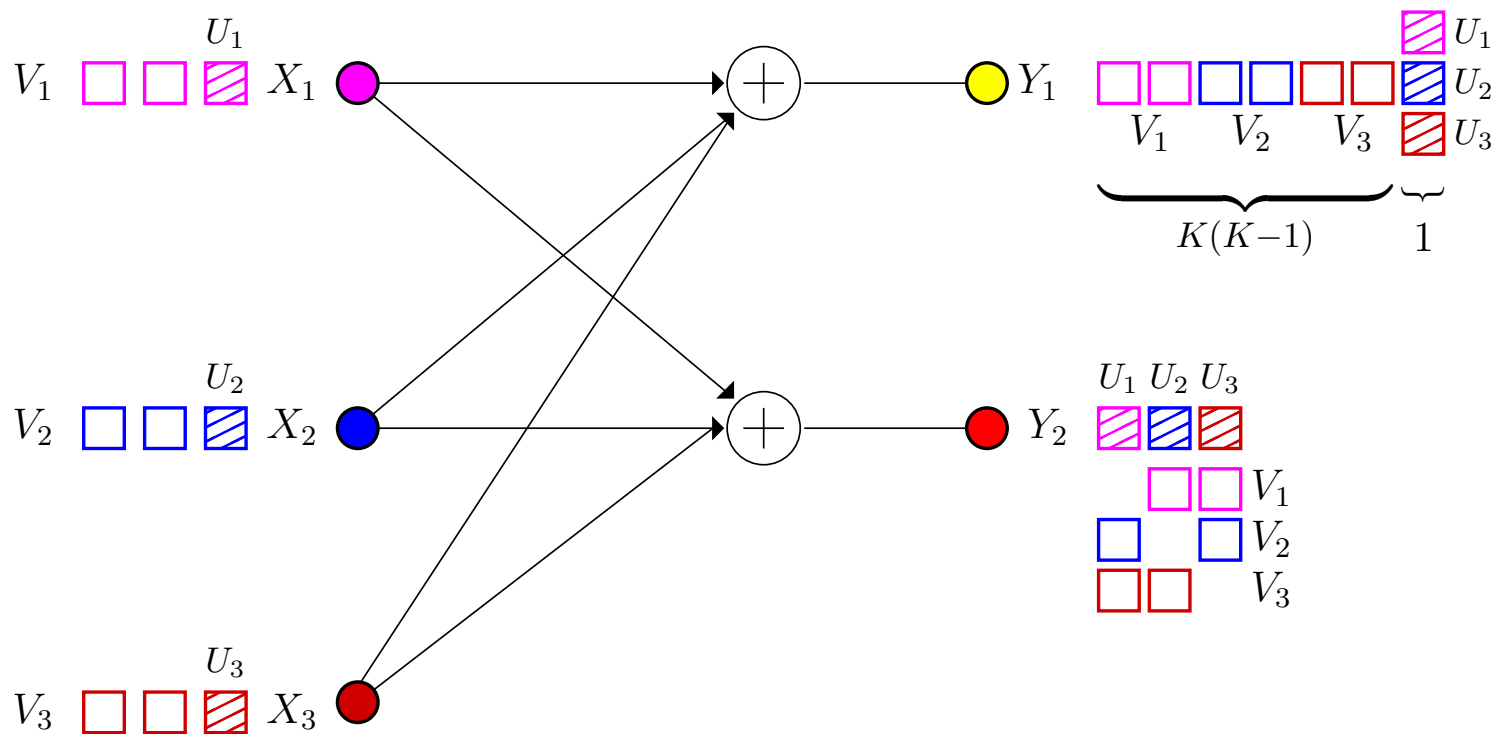 U₁
V₁ X₁ Y₁ U₁
U₂
V₁ V₂ V₃ U₃
K(K−1) 1
U₂ U₁ U₂ U₃
V₂ X₂ Y₂
V₁
V₂
V₃
U₃
V₃ X₃